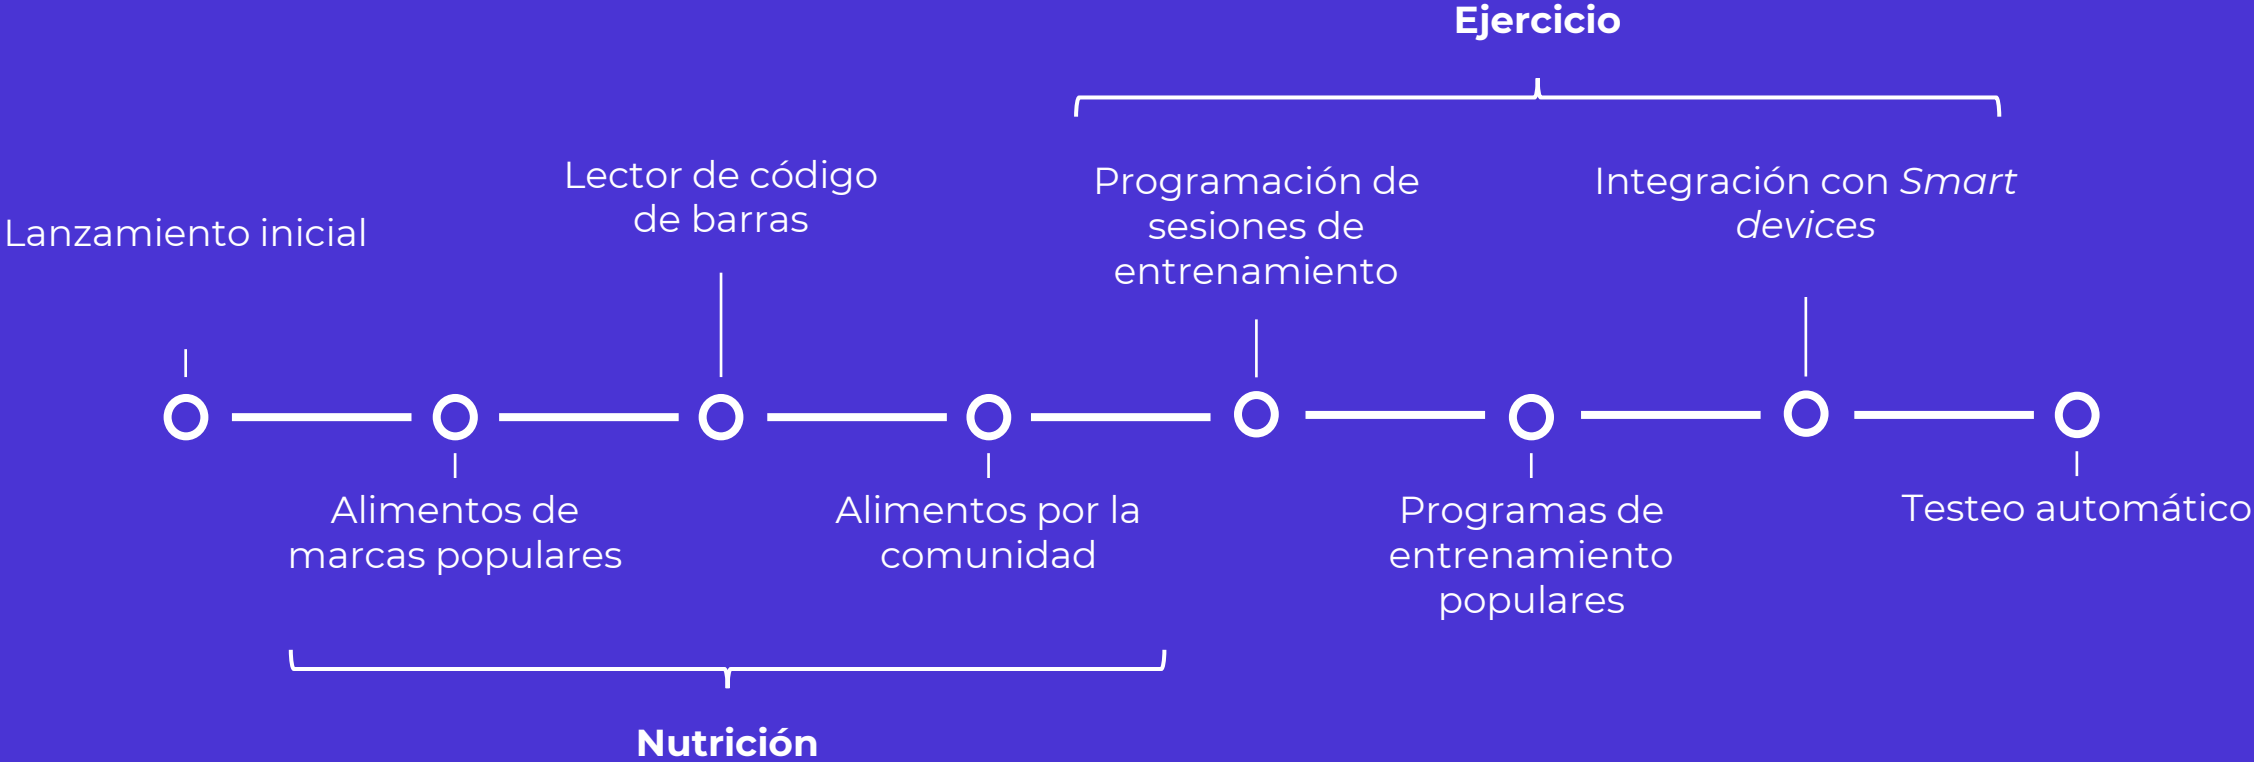 Ejercicio
Lanzamiento inicial
Lector de código
de barras
Programación de
sesiones de
entrenamiento
Integración con Smart
devices
Alimentos de
marcas populares
Alimentos por la
comunidad
Programas de
entrenamiento
populares
Testeo automático
Nutrición